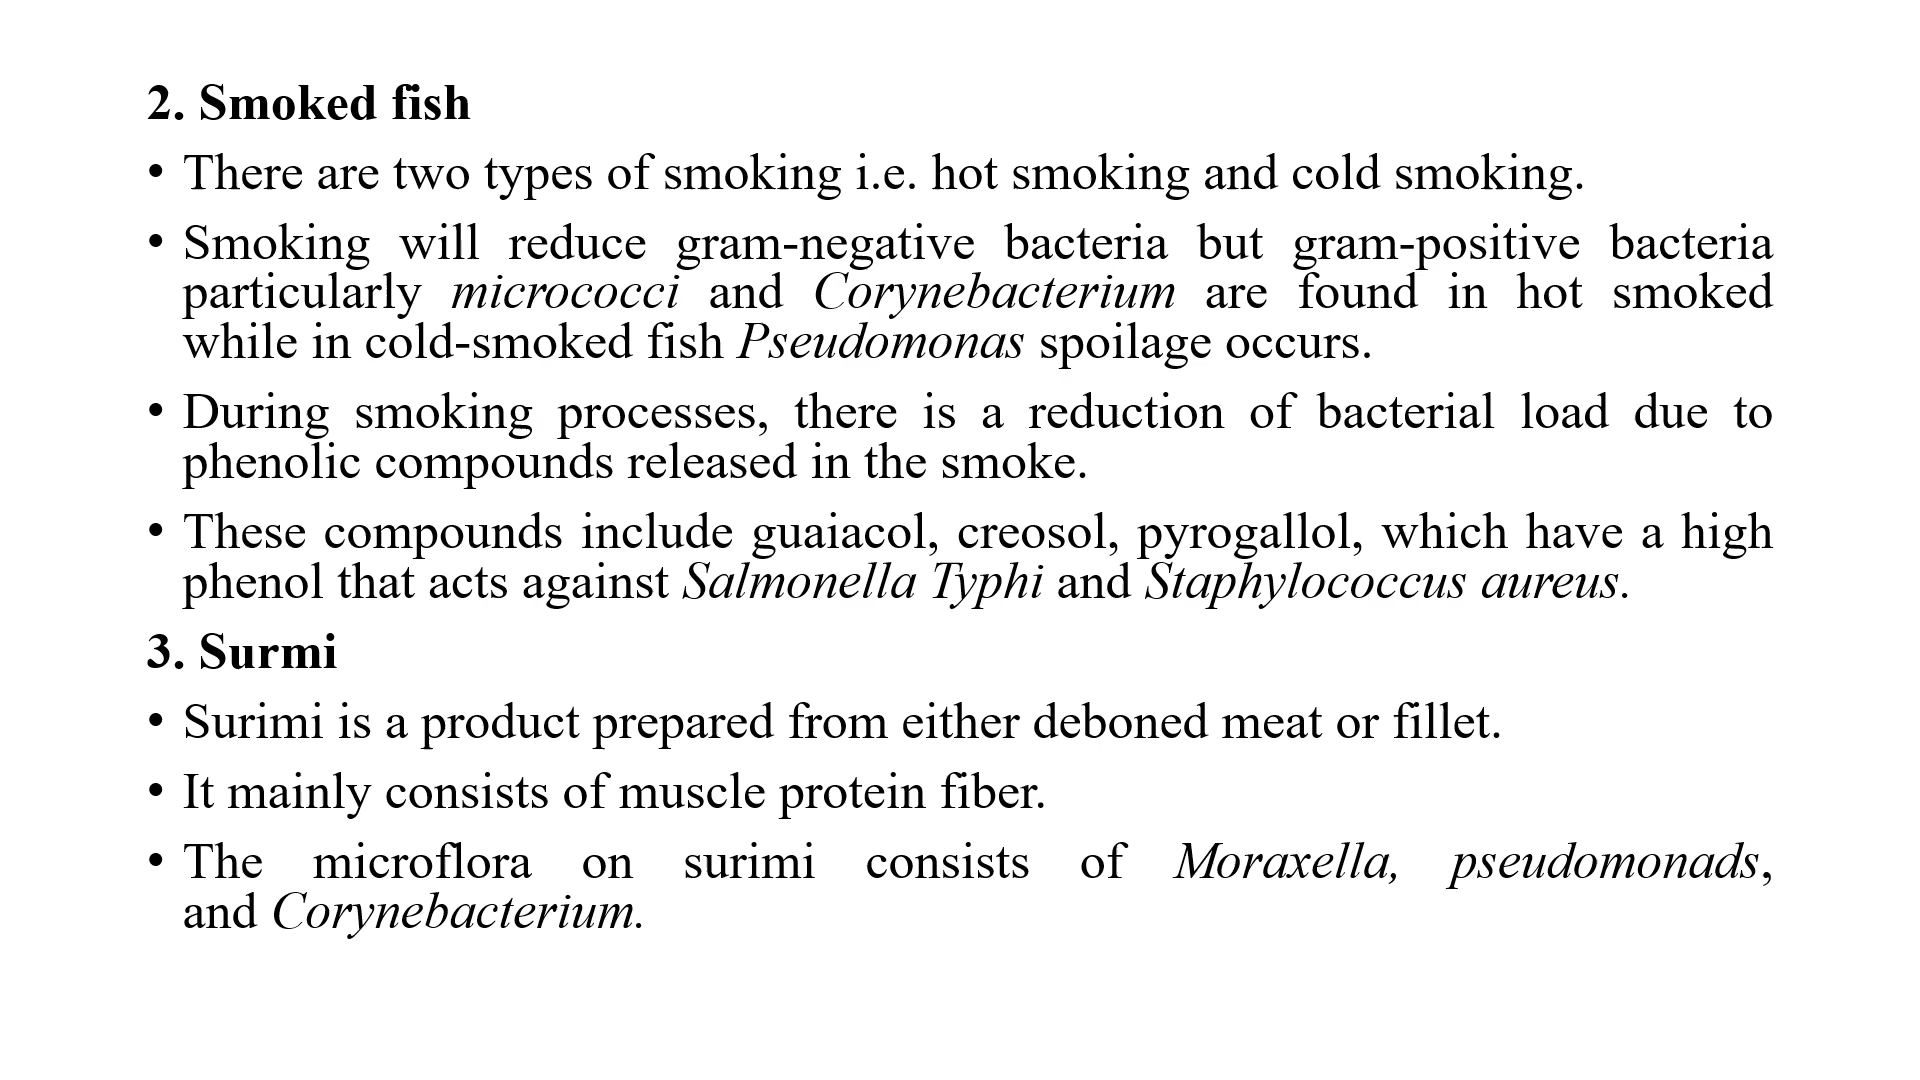 2. Smoked fish
• There are two types of smoking i.e. hot smoking and cold smoking.
• Smoking will reduce gram-negative bacteria but gram-positive bacteria
particularly micrococci and Corynebacterium are found in hot smoked
while in cold-smoked fish Pseudomonas spoilage occurs.
• During smoking processes, there is a reduction of bacterial load due to
phenolic compounds released in the smoke.
• These compounds include guaiacol, creosol, pyrogallol, which have a high
phenol that acts against Salmonella Typhi and Staphylococcus aureus.
3. Surmi
• Surimi is a product prepared from either deboned meat or fillet.
• It mainly consists of muscle protein fiber.
• The microflora on surimi consists of Moraxella, pseudomonads,
and Corynebacterium.